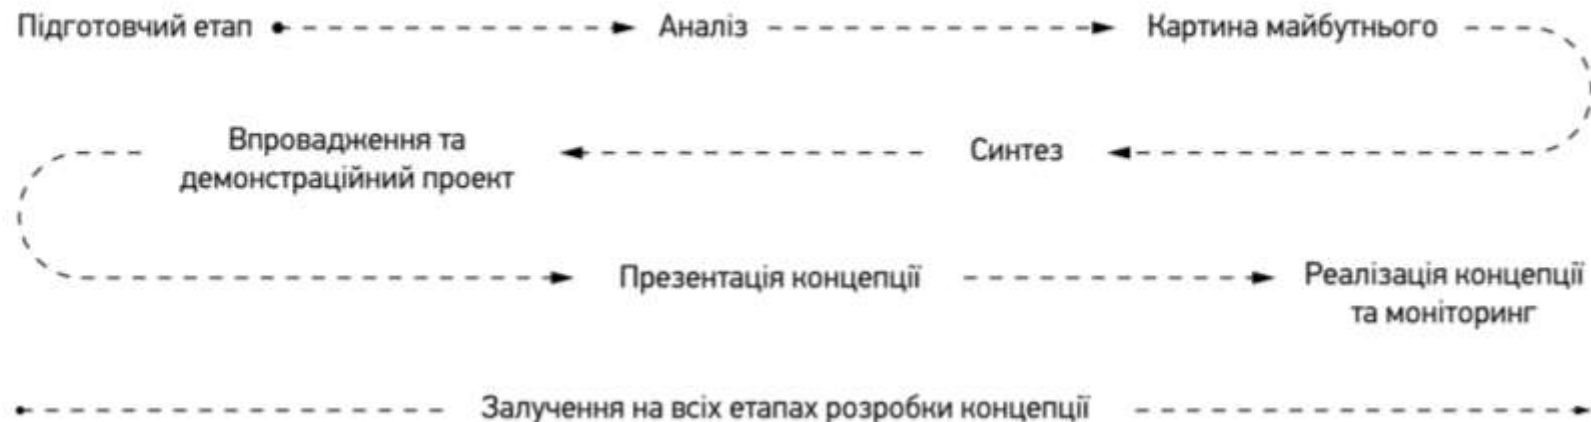 Підготовчий етап
Аналіз
Картина майбутнього
Синтез
Впровадження та
демонстраційний проект
Презентація концепції
Реалізація концепції
та моніторинг
Залучення на всіх етапах розробки концепції